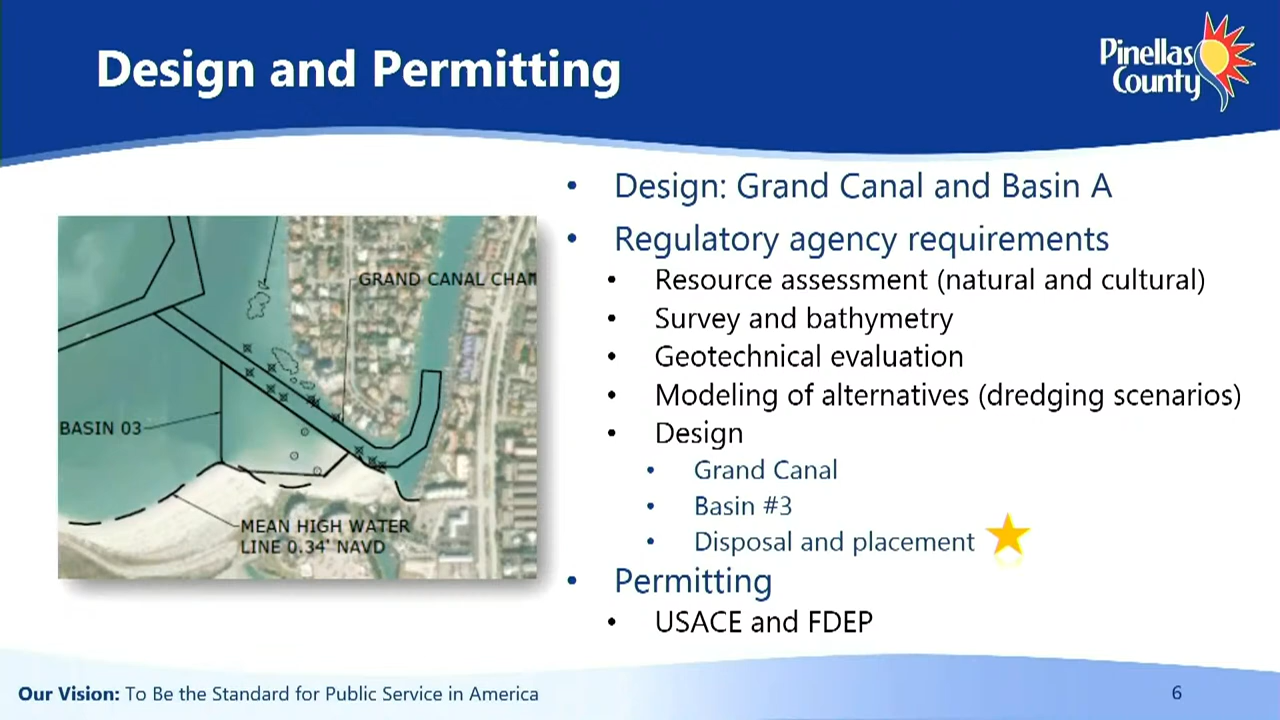 Design and Permitting
Pinellas
County
• Design: Grand Canal and Basin A
• Regulatory agency requirements
• Resource assessment (natural and cultural)
• Survey and bathymetry
• Geotechnical evaluation
• Modeling of alternatives (dredging scenarios)
• Design
• Grand Canal
• Basin #3
• Disposal and placement
• Permitting
• USACE and FDEP
GRAND CANAL CHAN
BASIN 03
MEAN HIGH WATER
LINE 0.34' NAVD
Our Vision: To Be the Standard for Public Service in America
6